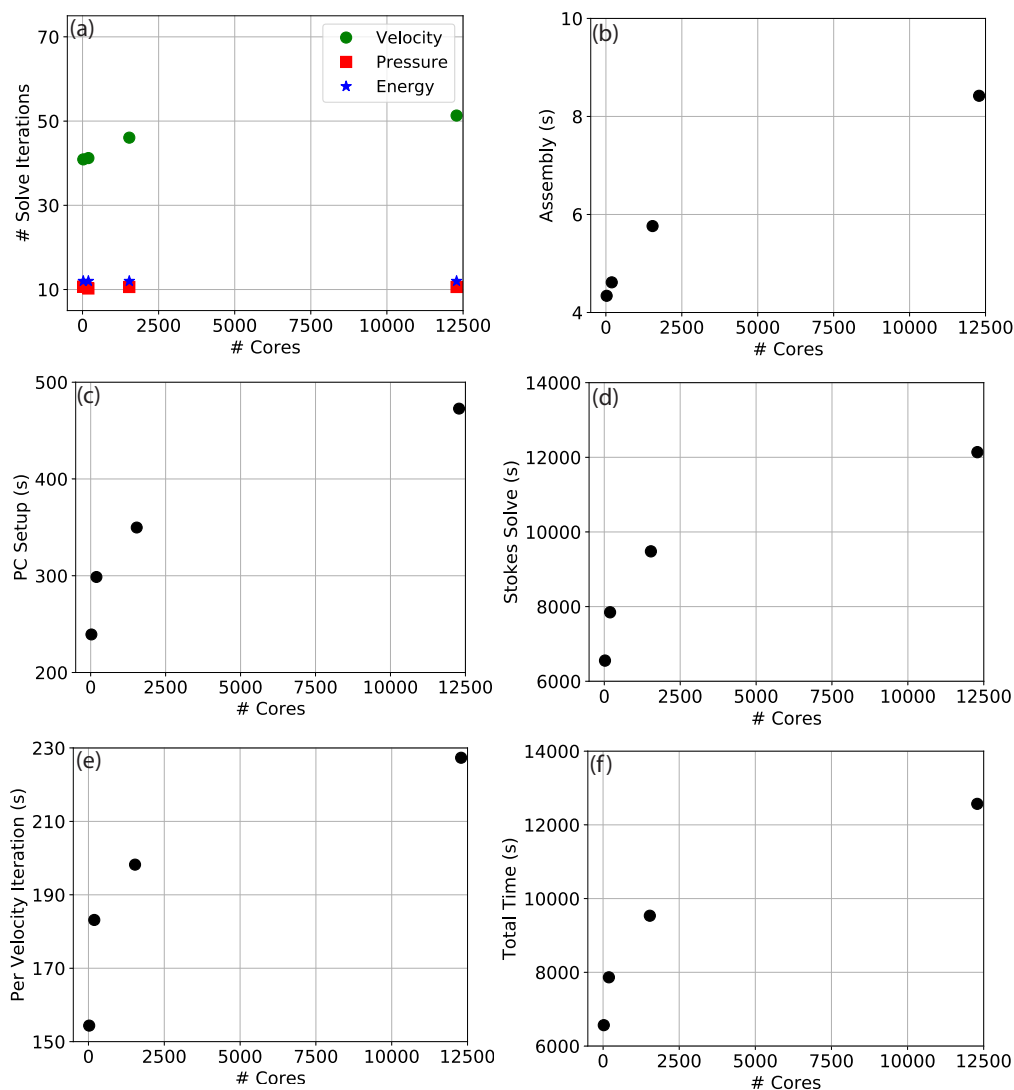 (a)
Velocity
Pressure
Energy
# Solve Iterations
70
50
30
10
0 2500 5000 7500 10000 12500
# Cores
(b)
Assembly (s)
10
8
6
4
0 2500 5000 7500 10000 12500
# Cores
(c)
PC Setup (s)
500
400
300
200
0 2500 5000 7500 10000 12500
# Cores
(d)
Stokes Solve (s)
14000
12000
10000
8000
6000
0 2500 5000 7500 10000 12500
# Cores
(e)
Per Velocity Iteration (s)
230
210
190
170
150
0 2500 5000 7500 10000 12500
# Cores
(f)
Total Time (s)
14000
12000
10000
8000
6000
0 2500 5000 7500 10000 12500
# Cores